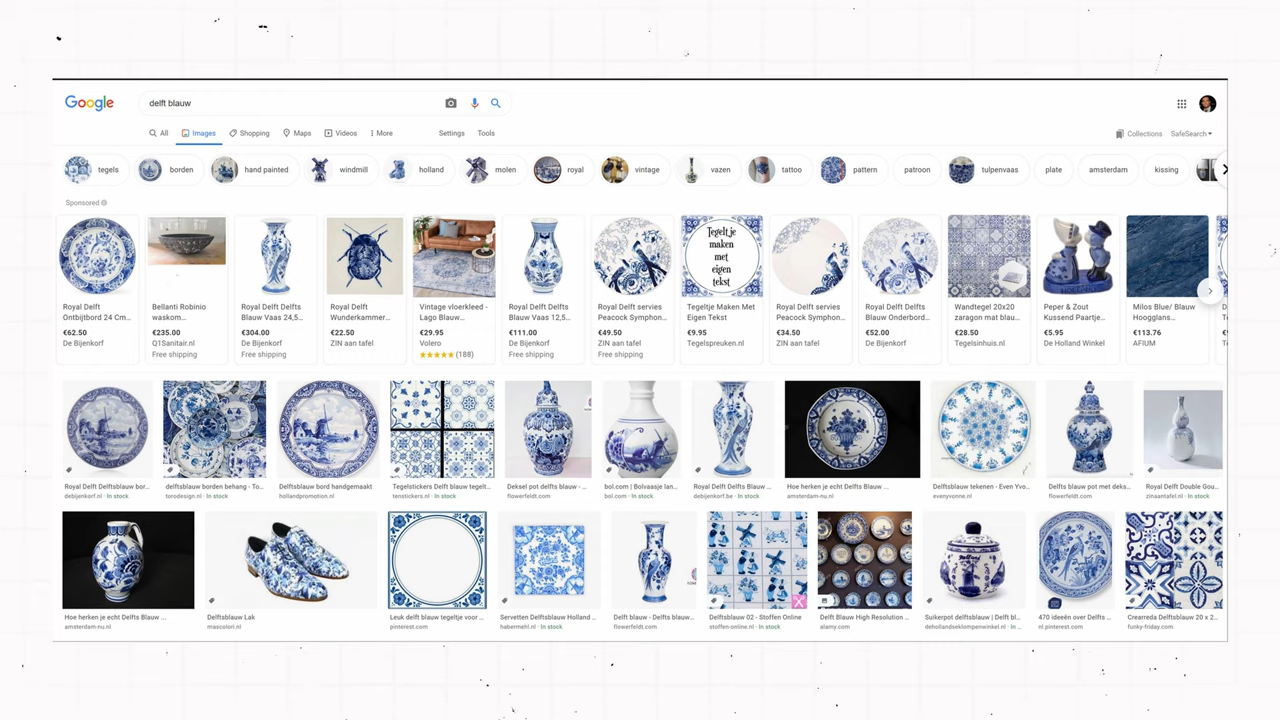 Google
delft blauw
All
Images
Shopping
Maps
Videos
More
Settings
Tools
Collections
SafeSearch
tegels
borden
hand painted
windmill
holland
molen
royal
vintage
vazen
tattoo
pattern
patroon
tulpenvaas
plate
amsterdam
kissing
Sponsored
Tegeltje
maken
met
eigen
tekst
Royal Delft
Ontbijtbord 24 Cm...
€62.50
De Bijenkorf
Bellanti Robinio
waskom...
€235.00
Q1Sanitair.nl
Free shipping
Royal Delft Delfts
Blauw Vaas 24,5...
€304.00
De Bijenkorf
Free shipping
Royal Delft
Wunderkammer...
€22.50
ZIN aan tafel
Vintage vloerkleed -
Lago Blauw...
€29.95
Volero
(188)
Royal Delft Delfts
Blauw Vaas 12,5...
€111.00
De Bijenkorf
Free shipping
Royal Delft servies
Peacock Symphon...
€49.50
ZIN aan tafel
Free shipping
Tegeltje Maken Met
Eigen Tekst
€9.95
Tegelspreuken.nl
Royal Delft servies
Peacock Symphon...
€34.50
ZIN aan tafel
Royal Delft Delfts
Blauw Onderbord...
€52.00
De Bijenkorf
Wandtegel 20x20
zaragon mat blau...
€28.50
Tegelsinhuis.nl
Peper & Zout
Kussend Paartje...
€5.95
De Holland Winkel
Milos Blue/ Blauw
Hoogglans...
€113.76
AFIUM
Royal Delft Delftsblauw bor...
debijenkorf.nl · In stock
delftsblauw borden behang - To...
torodesign.nl · In stock
Delftsblauw bord handgemaakt
hollandpromotion.nl
Tegelstickers Delft blauw tegelt...
tenstickers.nl · In stock
Deksel pot delfts blauw - ...
flowerfeldt.com
bol.com | Bolvaasje lan...
bol.com · In stock
Royal Delft Delfts Blauw ...
debijenkorf.be · In stock
Hoe herken je echt Delfts Blauw ...
amsterdam-nu.nl
Delftsblauw tekenen - Even Yvo...
evenyvonne.nl
Delfts blauw pot met deks...
flowerfeldt.com
Royal Delft Double Gou...
zinaantafel.nl · In stock
Hoe herken je echt Delfts Blauw ...
amsterdam-nu.nl
Delftsblauw Lak
mascolori.nl
Leuk delft blauw tegeltje voor ...
pinterest.com
Servetten Delftsblauw Holland ...
habermehl.nl · In stock
Delft blauw - Delfts blauw...
flowerfeldt.com
Delftsblauw 02 - Stoffen Online
stoffen-online.nl · In stock
Delft Blauw High Resolution ...
alamy.com
Suikerpot delftsblauw | Delft bl...
dehollandseklompenwinkel.nl · In ...
470 ideeën over Delfts ...
nl.pinterest.com
Crearreda Delftsblauw 20 x 2...
funky-friday.com